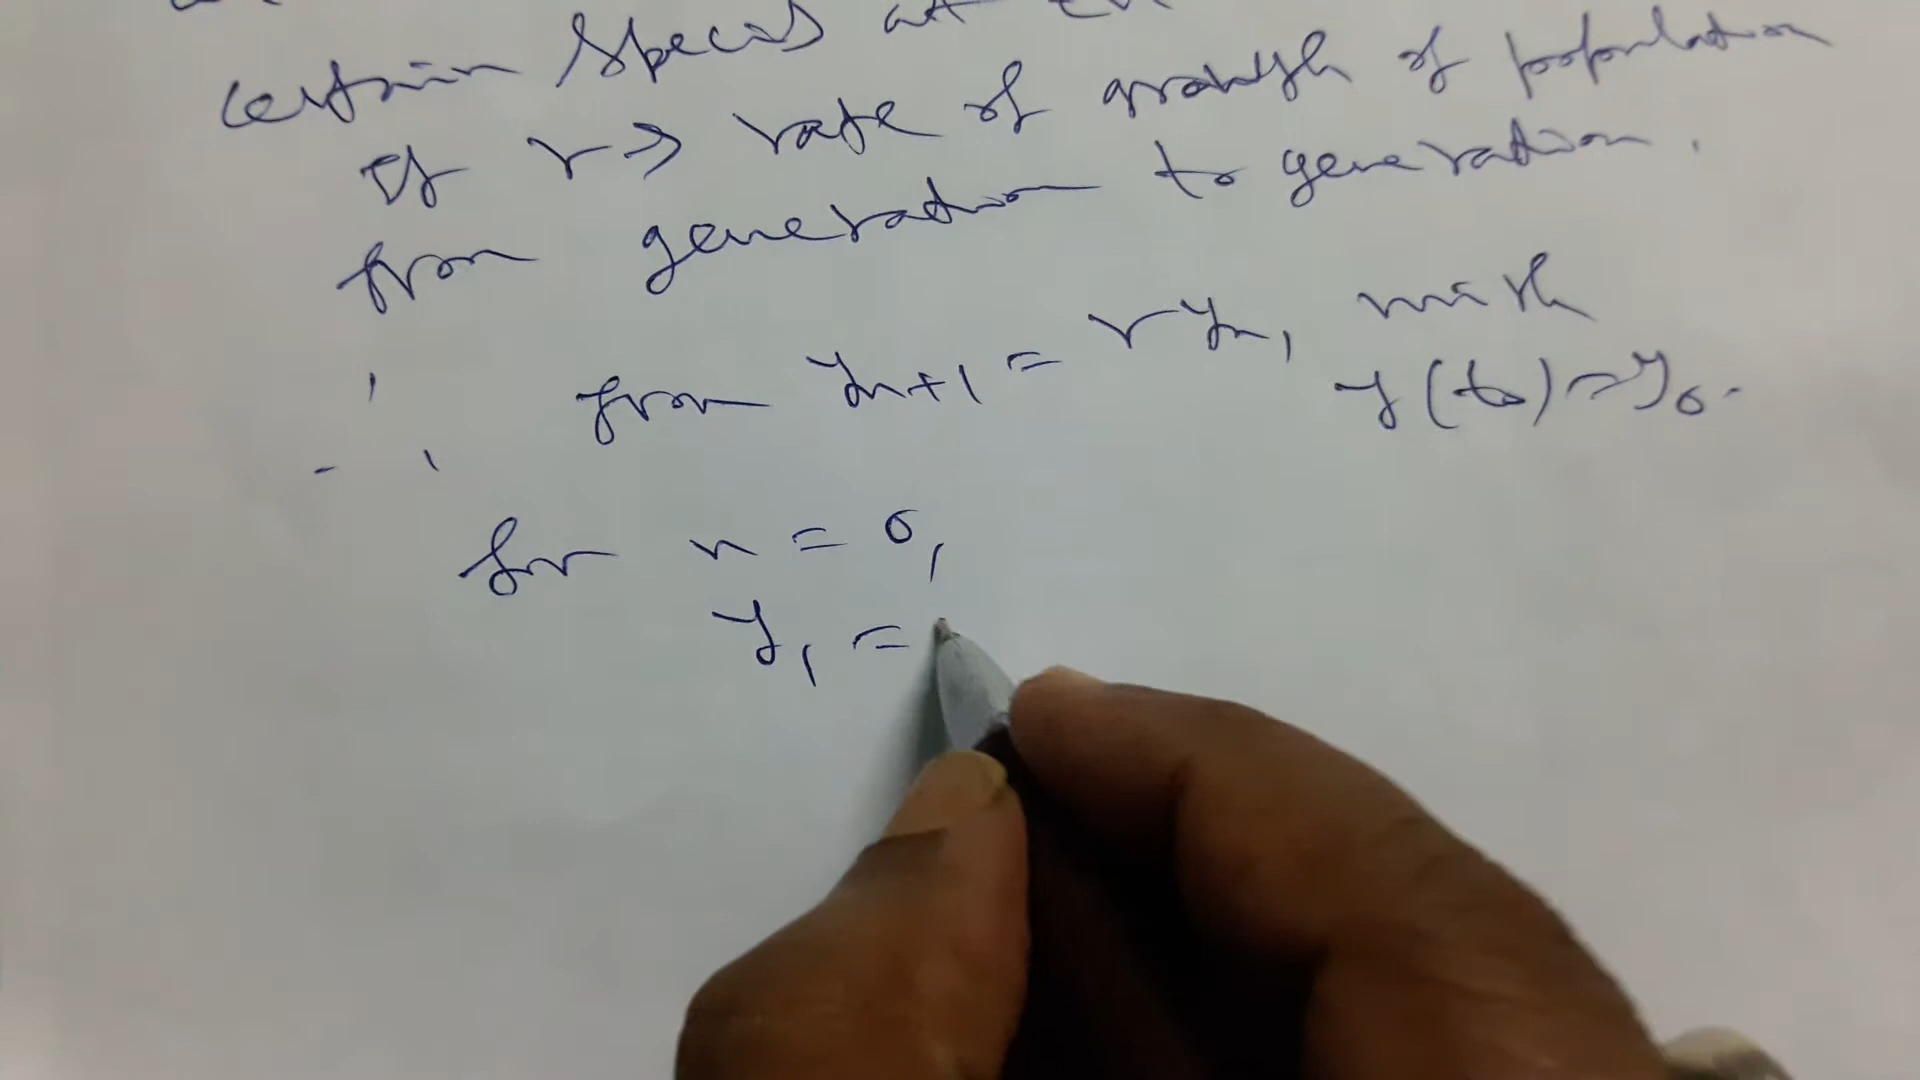 certain species at
If r → rate of growth of population
from generation to generation.
∴ from yₙ₊₁ = r yₙ, with
y(t₀) = y₀.
for n = 0,
y₁ =